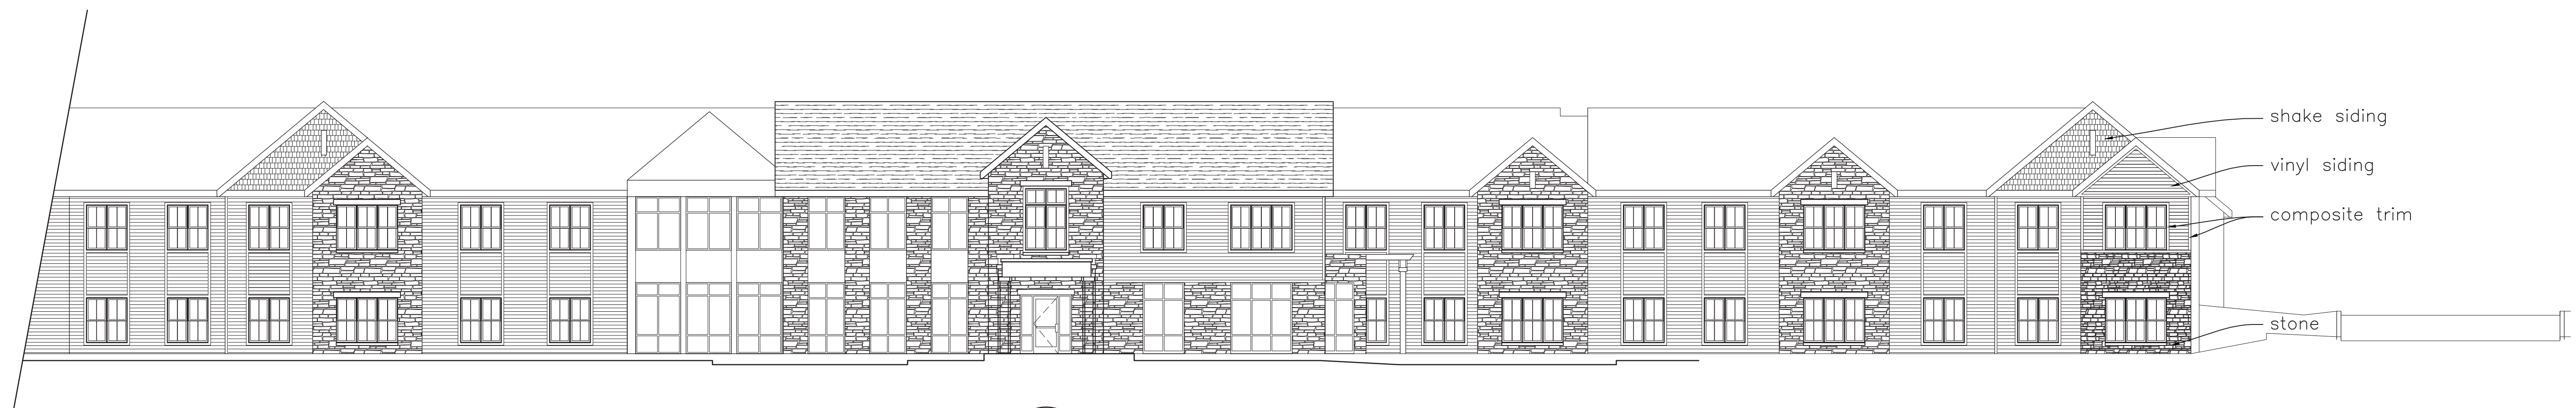 shake siding
vinyl siding
composite trim
stone